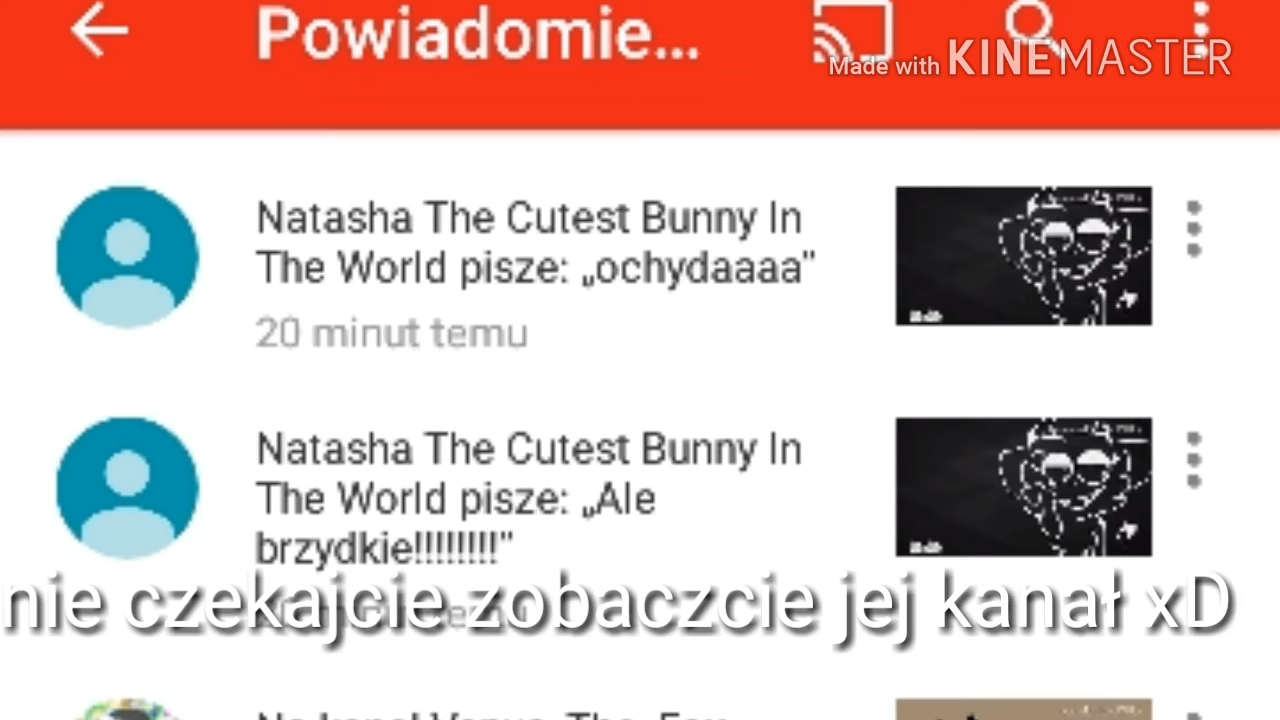 Powiadomie...
Made with KINEMASTER
Natasha The Cutest Bunny In
The World pisze: „ochydaaaa"
20 minut temu
Natasha The Cutest Bunny In
The World pisze: „Ale
brzydkie!!!!!!!!"
nie czekajcie zobaczcie jej kanał xD